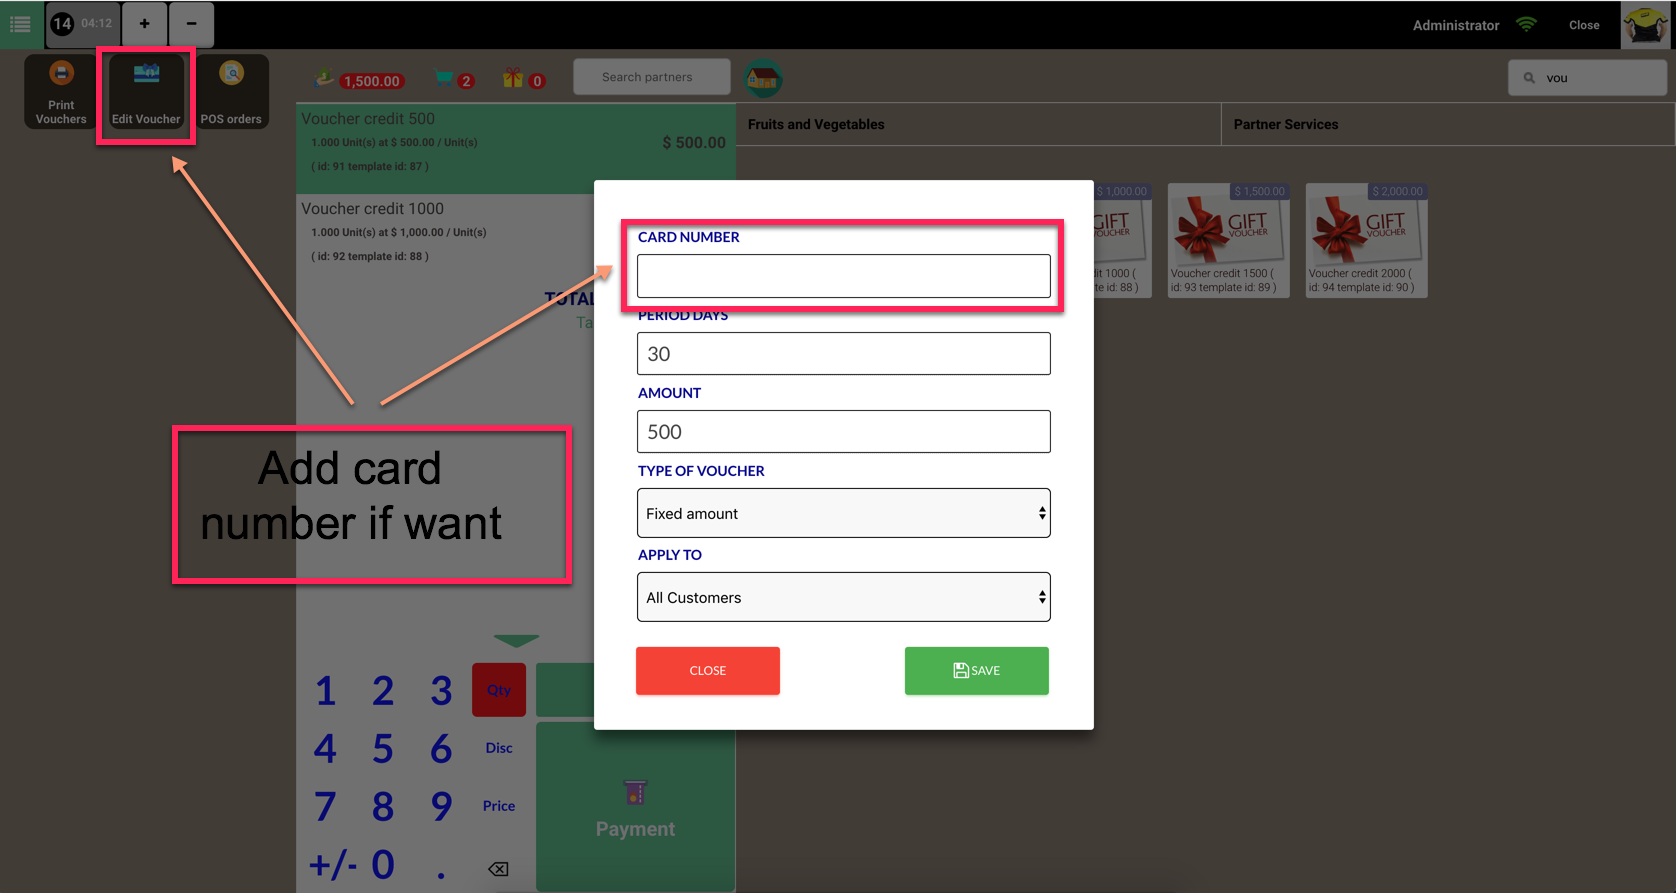 14 04:12 + −
Administrator Close
Print
Vouchers
Edit Voucher
POS orders
1,500.00
2
0
Search partners
vou
Voucher credit 500
1.000 Unit(s) at $ 500.00 / Unit(s)
$ 500.00
( id: 91 template id: 87 )
Voucher credit 1000
1.000 Unit(s) at $ 1,000.00 / Unit(s)
( id: 92 template id: 88 )
TOTAL
Ta
Fruits and Vegetables
Partner Services
$ 1,000.00
GIFT
VOUCHER
dit 1000 (
te id: 88 )
$ 1,500.00
GIFT
VOUCHER
Voucher credit 1500 (
id: 93 template id: 89 )
$ 2,000.00
GIFT
VOUCHER
Voucher credit 2000 (
id: 94 template id: 90 )
CARD NUMBER
PERIOD DAYS
30
AMOUNT
500
TYPE OF VOUCHER
Fixed amount
APPLY TO
All Customers
CLOSE
SAVE
Add card
number if want
1 2 3 Qty
4 5 6 Disc
7 8 9 Price
+/- 0 .
Payment